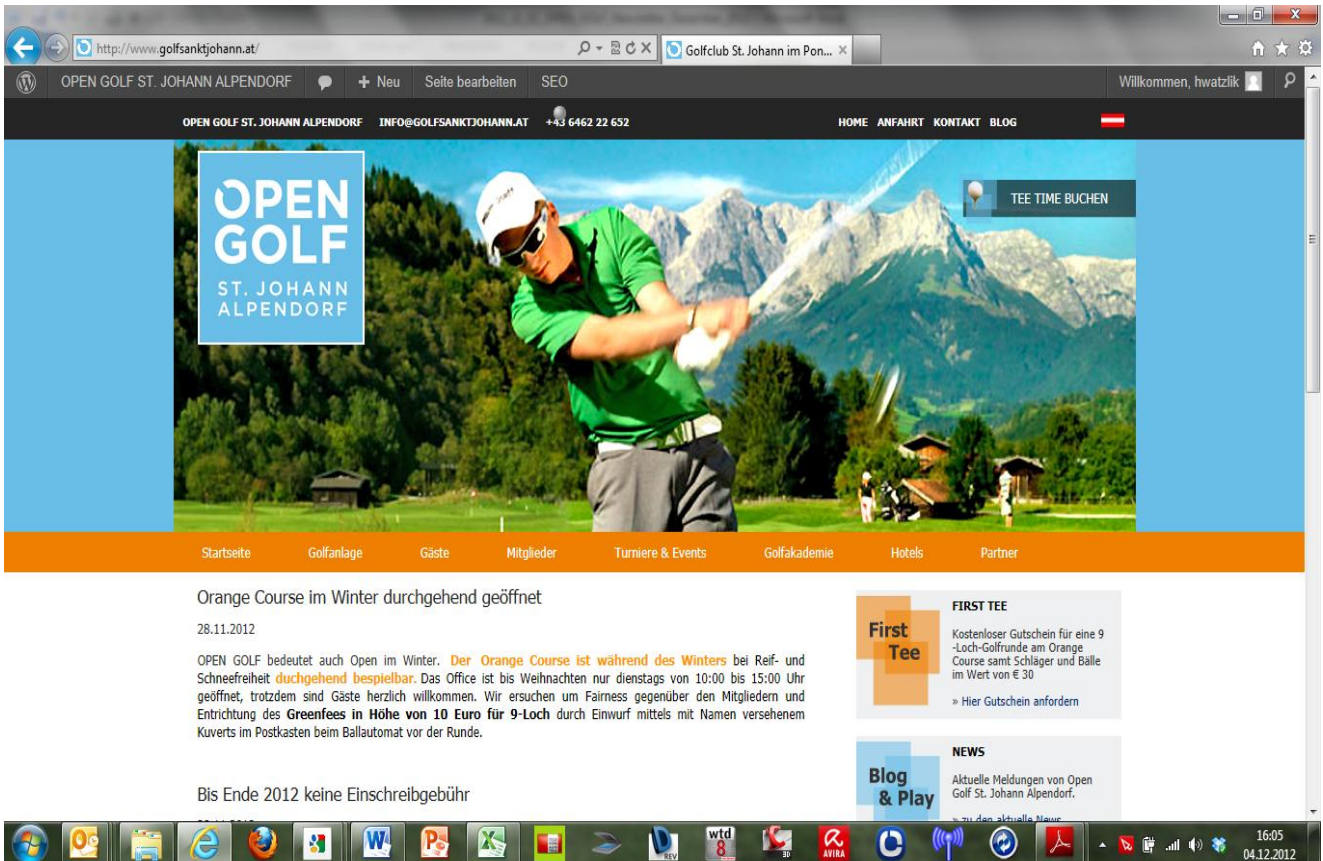 http://www.golfsanktjohann.at/
Golfclub St. Johann im Pon...
OPEN GOLF ST. JOHANN ALPENDORF
Neu
Seite bearbeiten
SEO
Willkommen, hwatzlik
OPEN GOLF ST. JOHANN ALPENDORF INFO@GOLFSANKTJOHANN.AT +43 6462 22 652
HOME ANFAHRT KONTAKT BLOG
OPEN
GOLF
ST. JOHANN
ALPENDORF
TEE TIME BUCHEN
Startseite Golfanlage Gäste Mitglieder Turniere & Events Golfakademie Hotels Partner
Orange Course im Winter durchgehend geöffnet
28.11.2012
OPEN GOLF bedeutet auch Open im Winter. Der Orange Course ist während des Winters bei Reif- und
Schneefreiheit duchgehend bespielbar. Das Office ist bis Weihnachten nur dienstags von 10:00 bis 15:00 Uhr
geöffnet, trotzdem sind Gäste herzlich willkommen. Wir ersuchen um Fairness gegenüber den Mitgliedern und
Entrichtung des Greenfees in Höhe von 10 Euro für 9-Loch durch Einwurf mittels mit Namen versehenem
Kuverts im Postkasten beim Ballautomat vor der Runde.
Bis Ende 2012 keine Einschreibgebühr
First
Tee
FIRST TEE
Kostenloser Gutschein für eine 9
-Loch-Golfrunde am Orange
Course samt Schläger und Bälle
im Wert von € 30
» Hier Gutschein anfordern
Blog
& Play
NEWS
Aktuelle Meldungen von Open
Golf St. Johann Alpendorf.
» zu den aktuelle News
REV
wtd
8
3D
AVIRA
16:05
04.12.2012